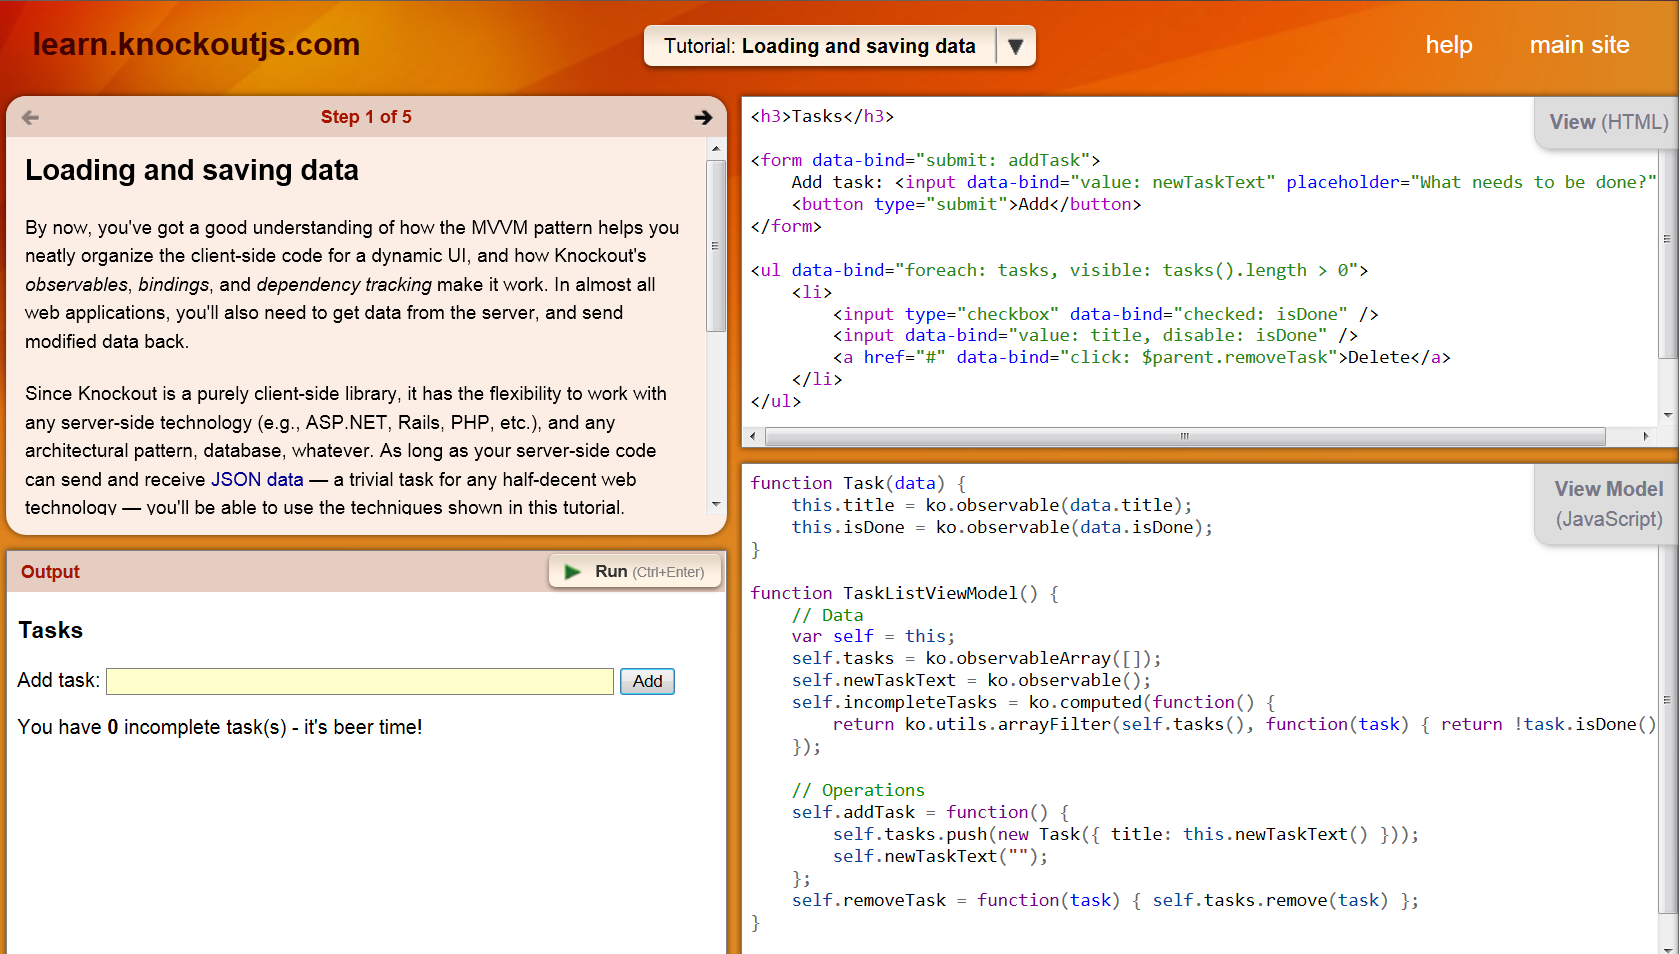 learn.knockoutjs.com
Tutorial: Loading and saving data
help
main site
Step 1 of 5
Loading and saving data
By now, you've got a good understanding of how the MVVM pattern helps you
neatly organize the client-side code for a dynamic UI, and how Knockout's
observables, bindings, and dependency tracking make it work. In almost all
web applications, you'll also need to get data from the server, and send
modified data back.
Since Knockout is a purely client-side library, it has the flexibility to work with
any server-side technology (e.g., ASP.NET, Rails, PHP, etc.), and any
architectural pattern, database, whatever. As long as your server-side code
can send and receive JSON data — a trivial task for any half-decent web
technology — you'll be able to use the techniques shown in this tutorial.
Output
Run (Ctrl+Enter)
Tasks
Add task:
Add
You have 0 incomplete task(s) - it's beer time!
View (HTML)
<h3>Tasks</h3>
<form data-bind="submit: addTask">
    Add task: <input data-bind="value: newTaskText" placeholder="What needs to be done?"
    <button type="submit">Add</button>
</form>
<ul data-bind="foreach: tasks, visible: tasks().length > 0">
    <li>
        <input type="checkbox" data-bind="checked: isDone" />
        <input data-bind="value: title, disable: isDone" />
        <a href="#" data-bind="click: $parent.removeTask">Delete</a>
    </li>
</ul>
View Model
(JavaScript)
function Task(data) {
    this.title = ko.observable(data.title);
    this.isDone = ko.observable(data.isDone);
}
function TaskListViewModel() {
    // Data
    var self = this;
    self.tasks = ko.observableArray([]);
    self.newTaskText = ko.observable();
    self.incompleteTasks = ko.computed(function() {
        return ko.utils.arrayFilter(self.tasks(), function(task) { return !task.isDone()
    });
    // Operations
    self.addTask = function() {
        self.tasks.push(new Task({ title: this.newTaskText() }));
        self.newTaskText("");
    };
    self.removeTask = function(task) { self.tasks.remove(task) };
}